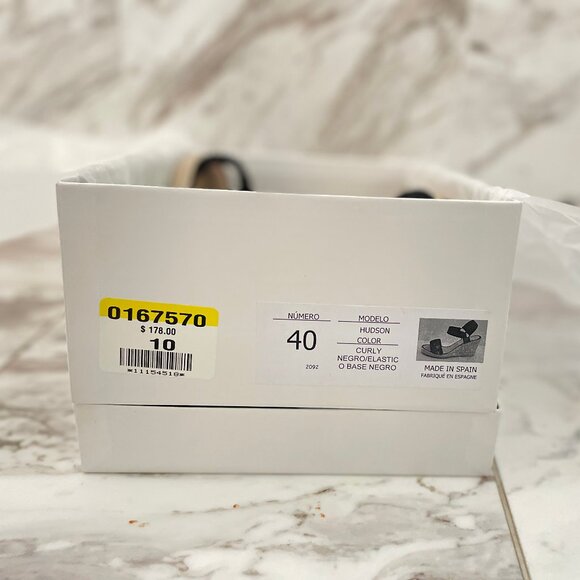 0167570
$ 178.00
10
*11154518*
NÚMERO
40
2092
MODELO
HUDSON
COLOR
CURLY
NEGRO/ELASTIC
O BASE NEGRO
MADE IN SPAIN
FABRIQUÉ EN ESPAGNE